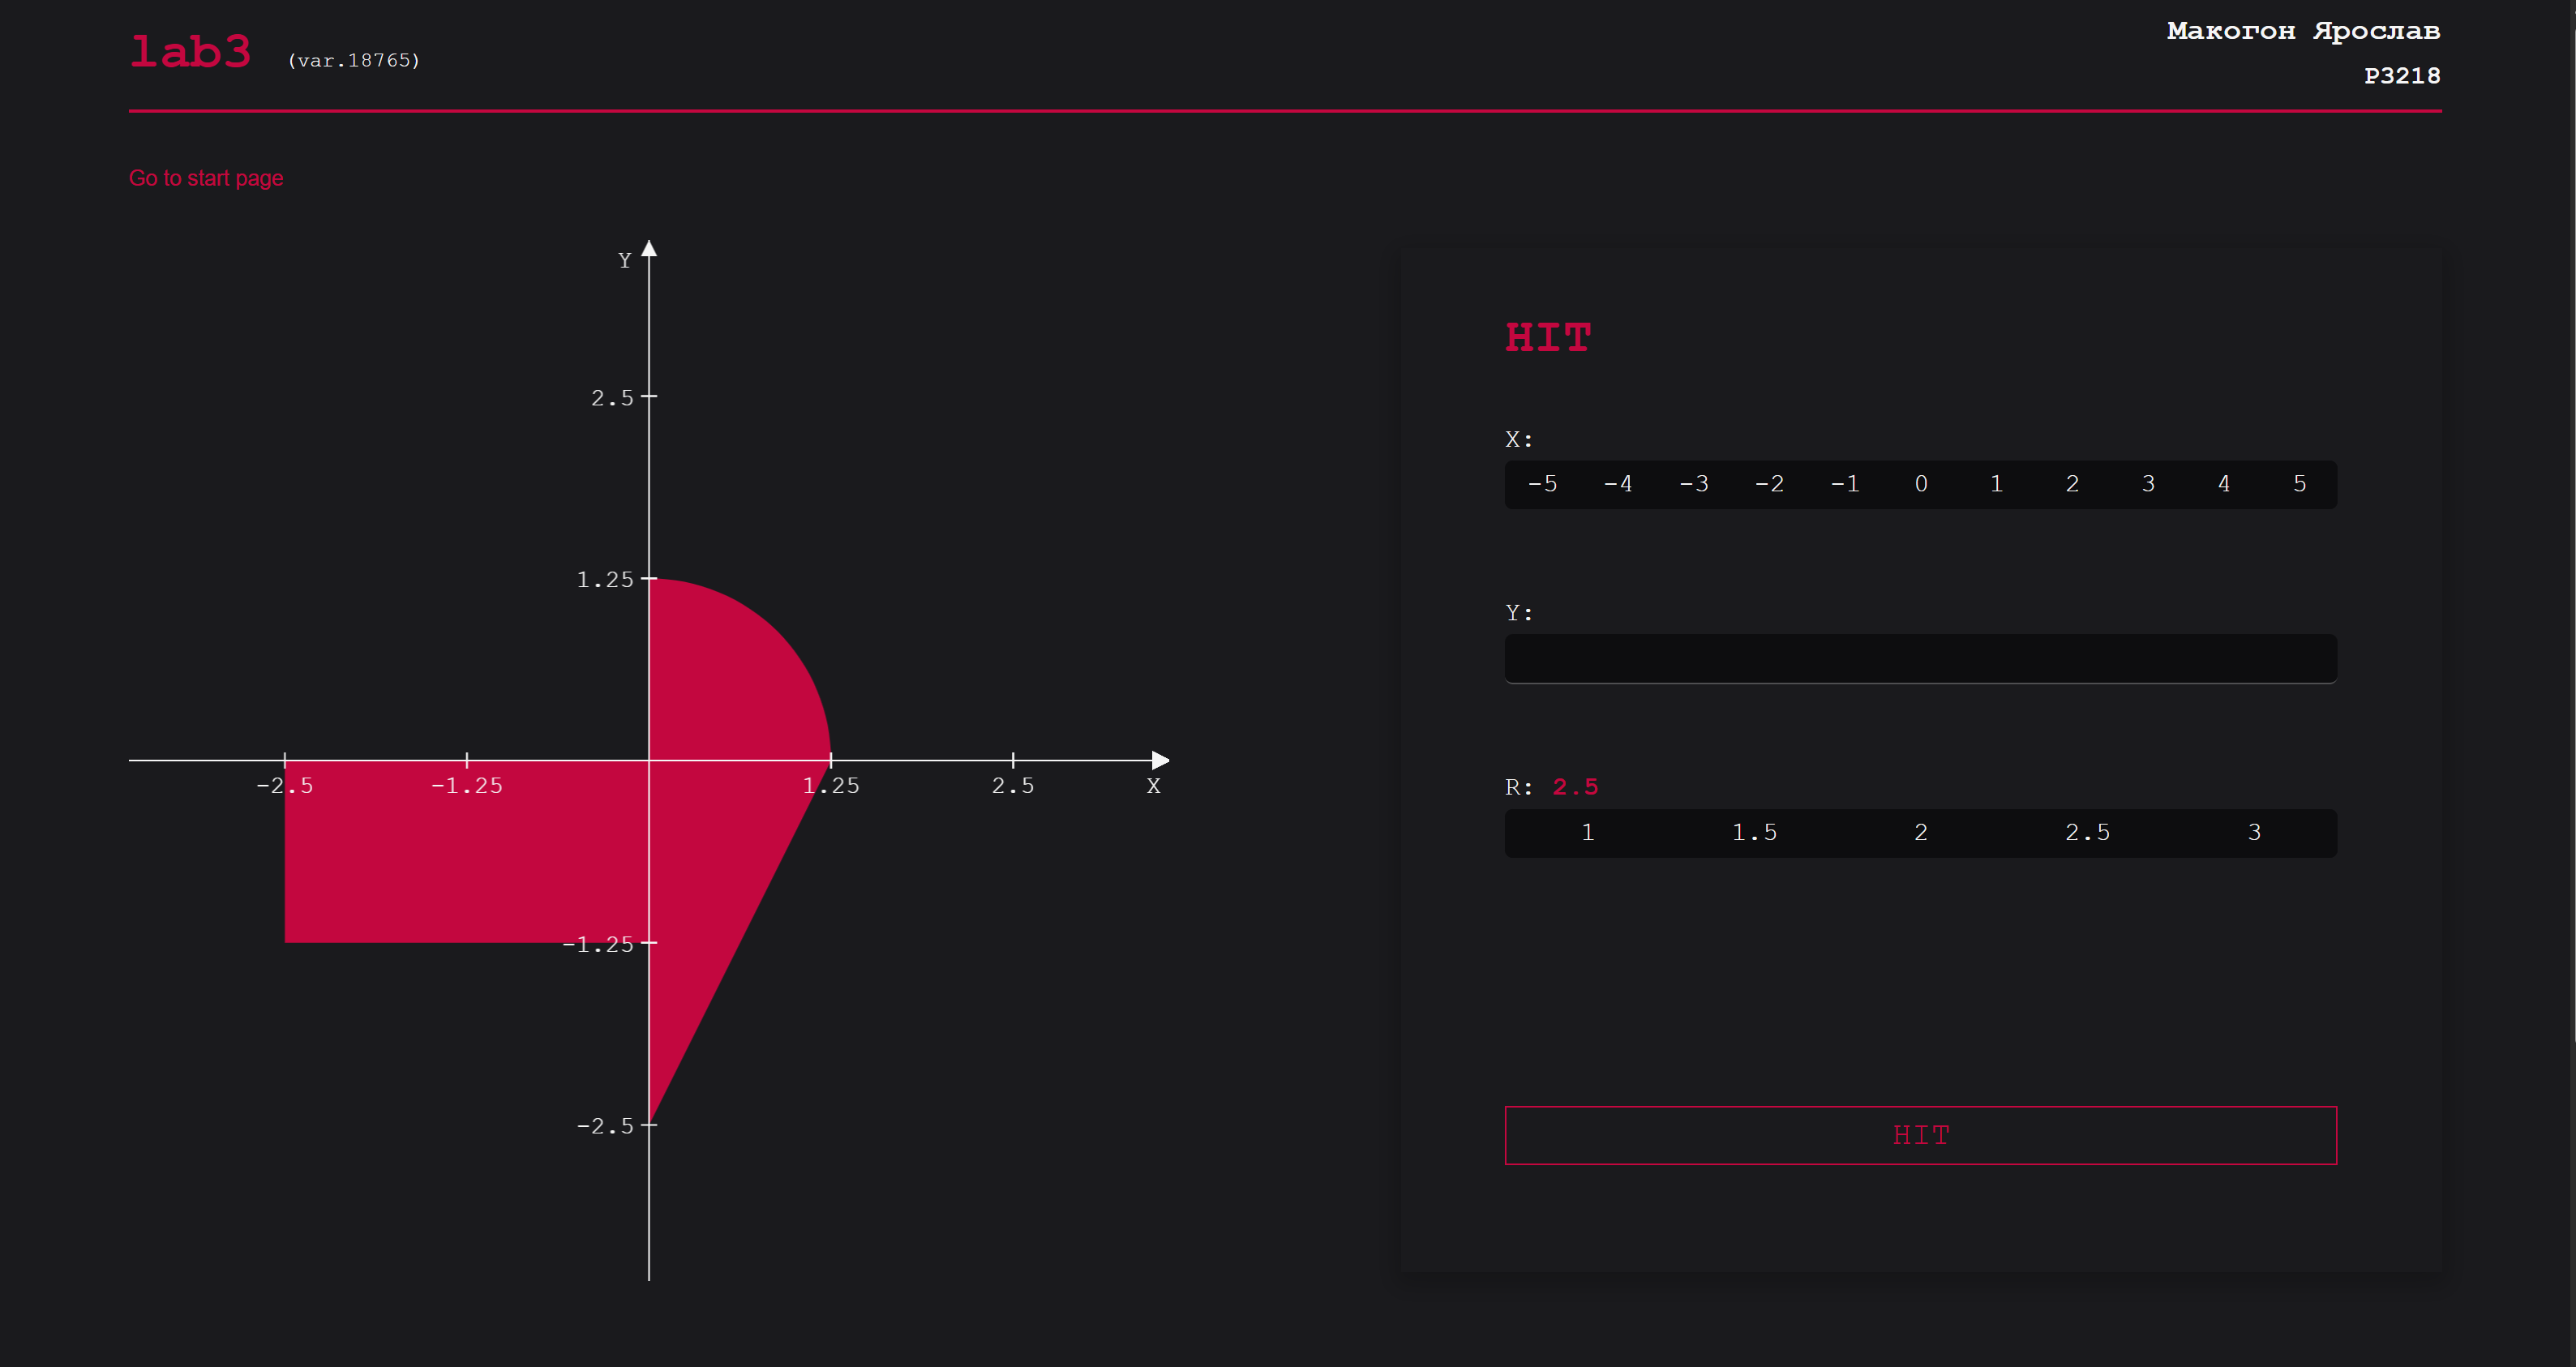 lab3 (var.18765)
Макогон Ярослав
P3218
Go to start page
Y
2.5
1.25
-2.5 -1.25 1.25 2.5 X
-1.25
-2.5
HIT
X:
-5 -4 -3 -2 -1 0 1 2 3 4 5
Y:
R: 2.5
1 1.5 2 2.5 3
HIT